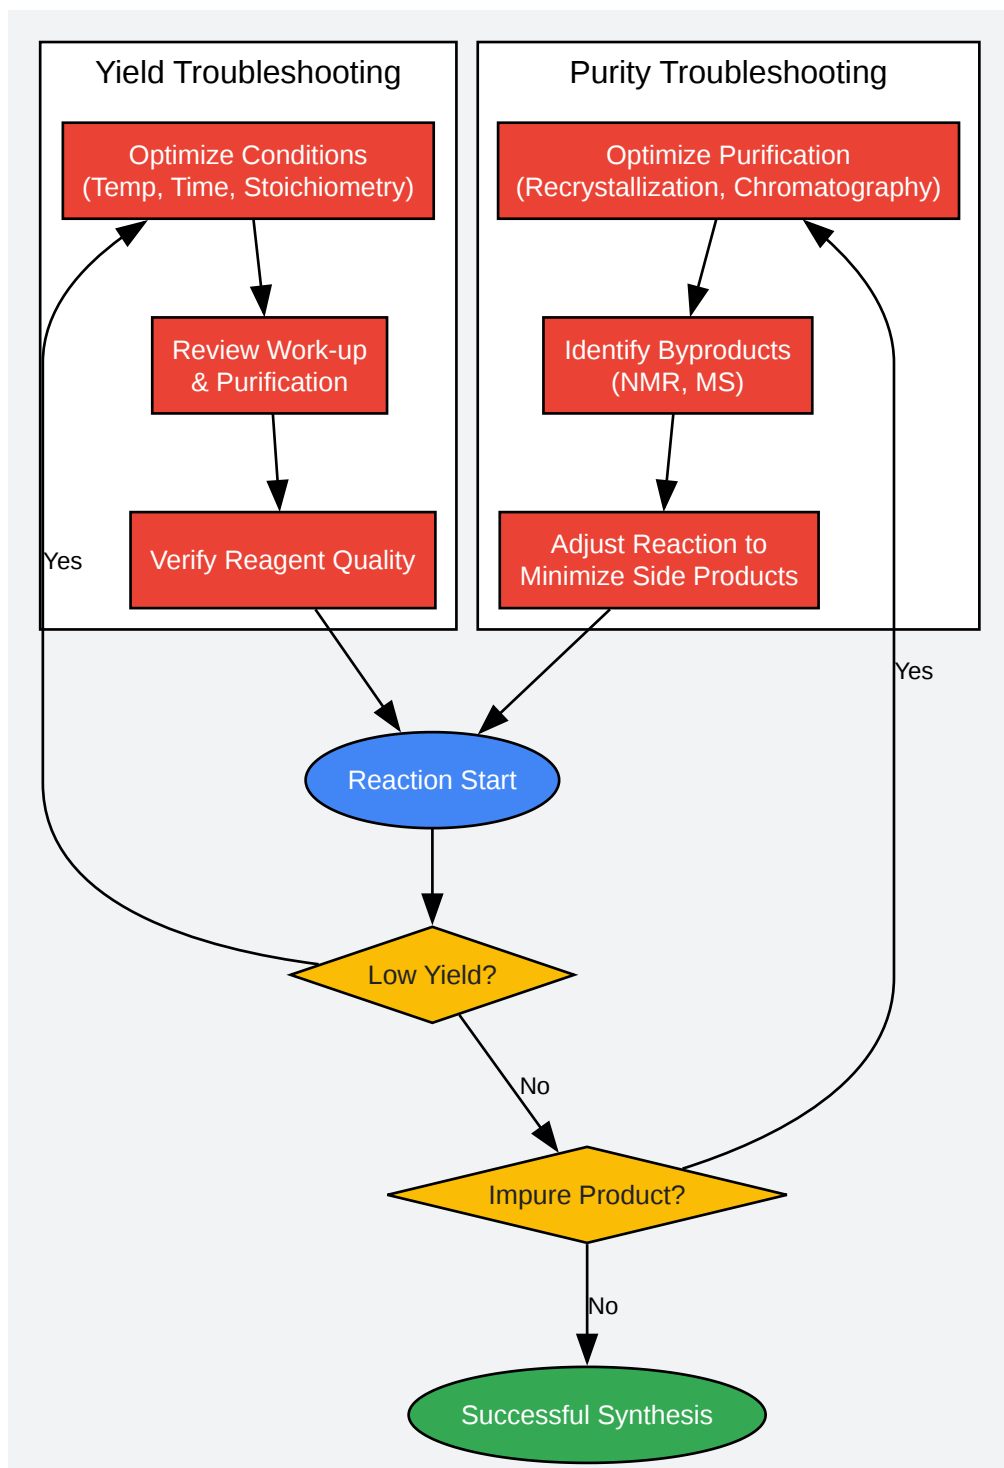 Yield Troubleshooting
Optimize Conditions
(Temp, Time, Stoichiometry)
Review Work-up
& Purification
Verify Reagent Quality
Yes
Purity Troubleshooting
Optimize Purification
(Recrystallization, Chromatography)
Identify Byproducts
(NMR, MS)
Adjust Reaction to
Minimize Side Products
Yes
Reaction Start
Low Yield?
No
Impure Product?
No
Successful Synthesis